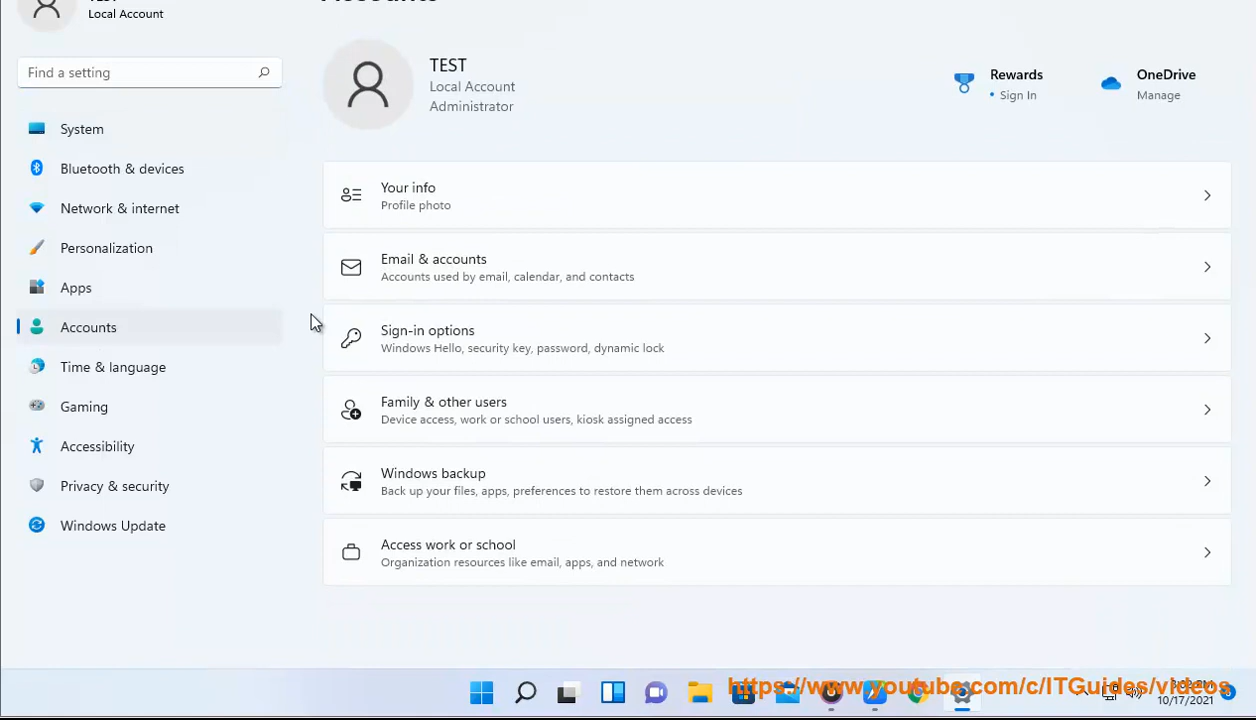 Local Account
Find a setting
System
Bluetooth & devices
Network & internet
Personalization
Apps
Accounts
Time & language
Gaming
Accessibility
Privacy & security
Windows Update
TEST
Local Account
Administrator
Rewards
• Sign In
OneDrive
Manage
Your info
Profile photo
Email & accounts
Accounts used by email, calendar, and contacts
Sign-in options
Windows Hello, security key, password, dynamic lock
Family & other users
Device access, work or school users, kiosk assigned access
Windows backup
Back up your files, apps, preferences to restore them across devices
Access work or school
Organization resources like email, apps, and network
https://www.youtube.com/c/ITGuides/videos
10/17/2021